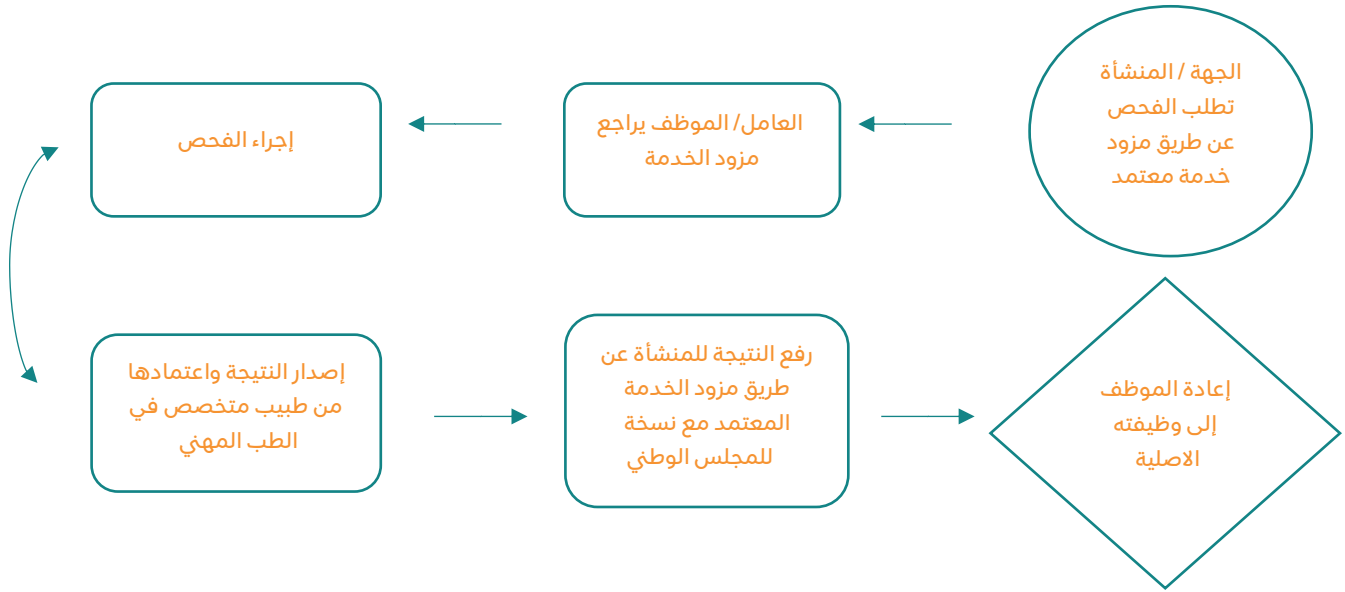 الجهة / المنشأة
تطلب الفحص
عن طريق مزود
خدمة معتمد
العامل/ الموظف يراجع
مزود الخدمة
إجراء الفحص
إصدار النتيجة واعتمادها
من طبيب متخصص في
الطب المهني
رفع النتيجة للمنشأة عن
طريق مزود الخدمة
المعتمد مع نسخة
للمجلس الوطني
إعادة الموظف
إلى وظيفته
الاصلية